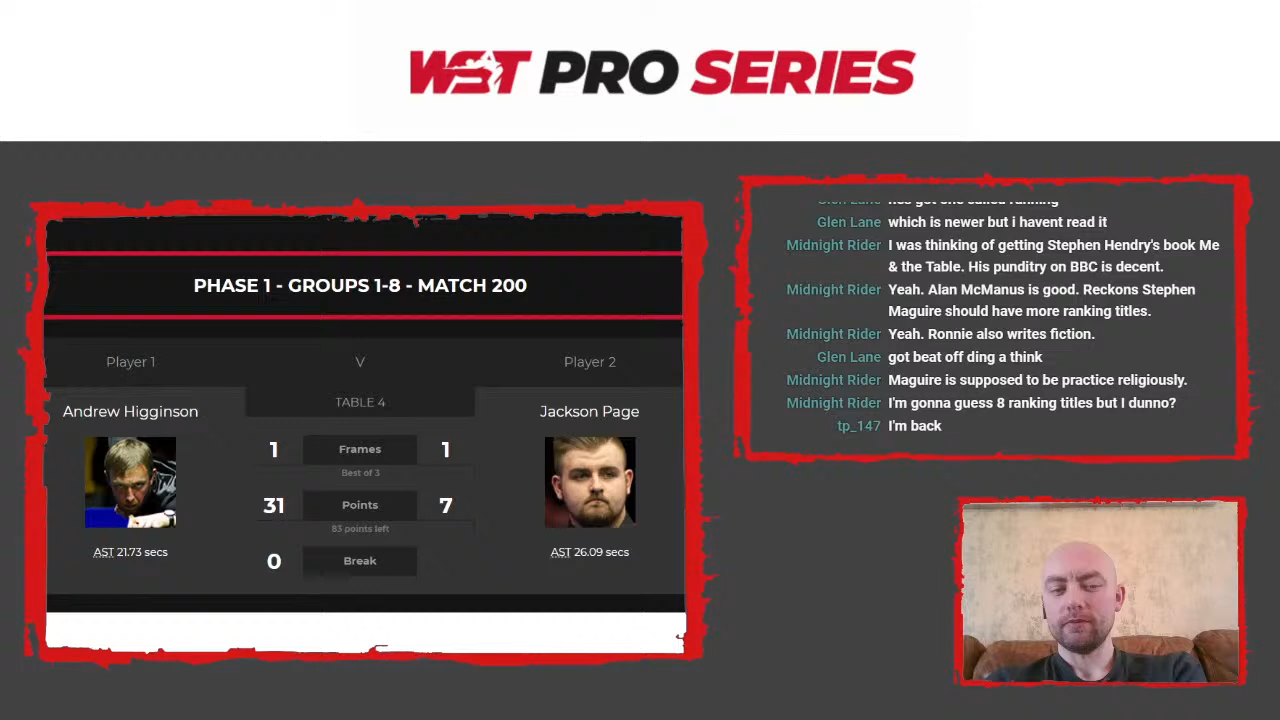 WST PRO SERIES
PHASE 1 - GROUPS 1-8 - MATCH 200
Player 1
V
Player 2
TABLE 4
Andrew Higginson
Jackson Page
1 Frames 1
Best of 3
31 Points 7
83 points left
AST 21.73 secs
AST 26.09 secs
0 Break
Glen Lane which is newer but i havent read it
Midnight Rider I was thinking of getting Stephen Hendry's book Me
& the Table. His punditry on BBC is decent.
Midnight Rider Yeah. Alan McManus is good. Reckons Stephen
Maguire should have more ranking titles.
Midnight Rider Yeah. Ronnie also writes fiction.
Glen Lane got beat off ding a think
Midnight Rider Maguire is supposed to be practice religiously.
Midnight Rider I'm gonna guess 8 ranking titles but I dunno?
tp_147 I'm back